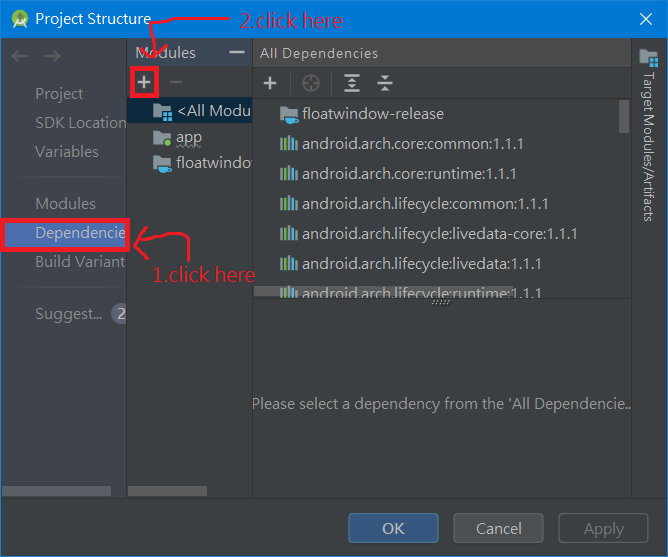 Project Structure
2.click here
Modules
All Dependencies
Project
SDK Location
Variables
Modules
Dependencie
Build Variant
Suggest...
2
<All Modu
app
floatwindow
1.click here
floatwindow-release
android.arch.core:common:1.1.1
android.arch.core:runtime:1.1.1
android.arch.lifecycle:common:1.1.1
android.arch.lifecycle:livedata-core:1.1.1
android.arch.lifecycle:livedata:1.1.1
android.arch.lifecycle:runtime:1.1.1
Please select a dependency from the 'All Dependencie..
Target Modules/Artifacts
OK
Cancel
Apply